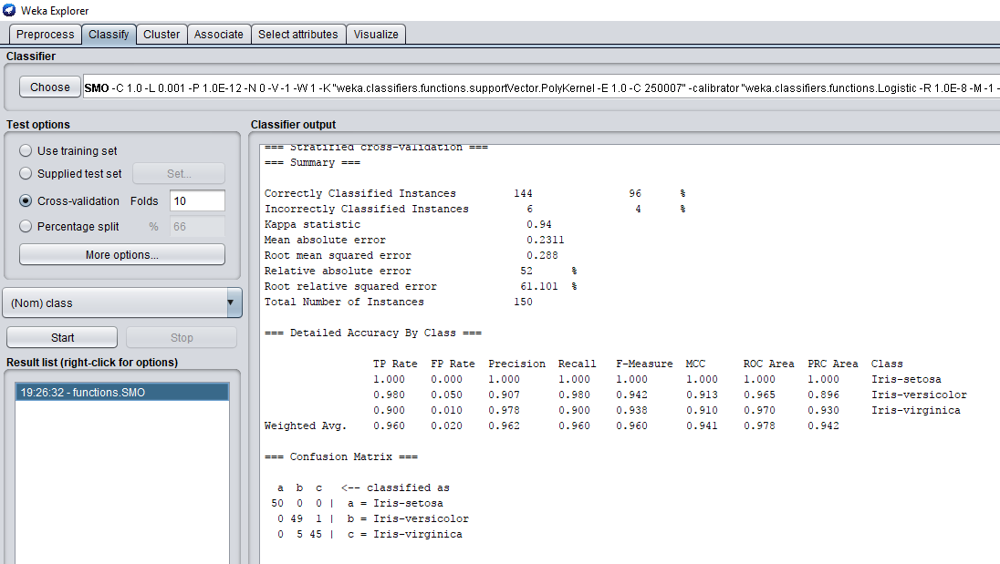 Weka Explorer
Preprocess Classify Cluster Associate Select attributes Visualize
Classifier
Choose SMO -C 1.0 -L 0.001 -P 1.0E-12 -N 0 -V -1 -W 1 -K "weka.classifiers.functions.supportVector.PolyKernel -E 1.0 -C 250007" -calibrator "weka.classifiers.functions.Logistic -R 1.0E-8 -M -1 -
Test options
Use training set
Supplied test set Set...
Cross-validation Folds 10
Percentage split % 66
More options...
(Nom) class
Start Stop
Result list (right-click for options)
19:26:32 - functions.SMO
Classifier output
=== Stratified cross-validation ===
=== Summary ===
Correctly Classified Instances 144 96 %
Incorrectly Classified Instances 6 4 %
Kappa statistic 0.94
Mean absolute error 0.2311
Root mean squared error 0.288
Relative absolute error 52 %
Root relative squared error 61.101 %
Total Number of Instances 150
=== Detailed Accuracy By Class ===
TP Rate FP Rate Precision Recall F-Measure MCC ROC Area PRC Area Class
1.000 0.000 1.000 1.000 1.000 1.000 1.000 1.000 Iris-setosa
0.980 0.050 0.907 0.980 0.942 0.913 0.965 0.896 Iris-versicolor
0.900 0.010 0.978 0.900 0.938 0.910 0.970 0.930 Iris-virginica
Weighted Avg. 0.960 0.020 0.962 0.960 0.960 0.941 0.978 0.942
=== Confusion Matrix ===
a b c <-- classified as
50 0 0 | a = Iris-setosa
0 49 1 | b = Iris-versicolor
0 5 45 | c = Iris-virginica